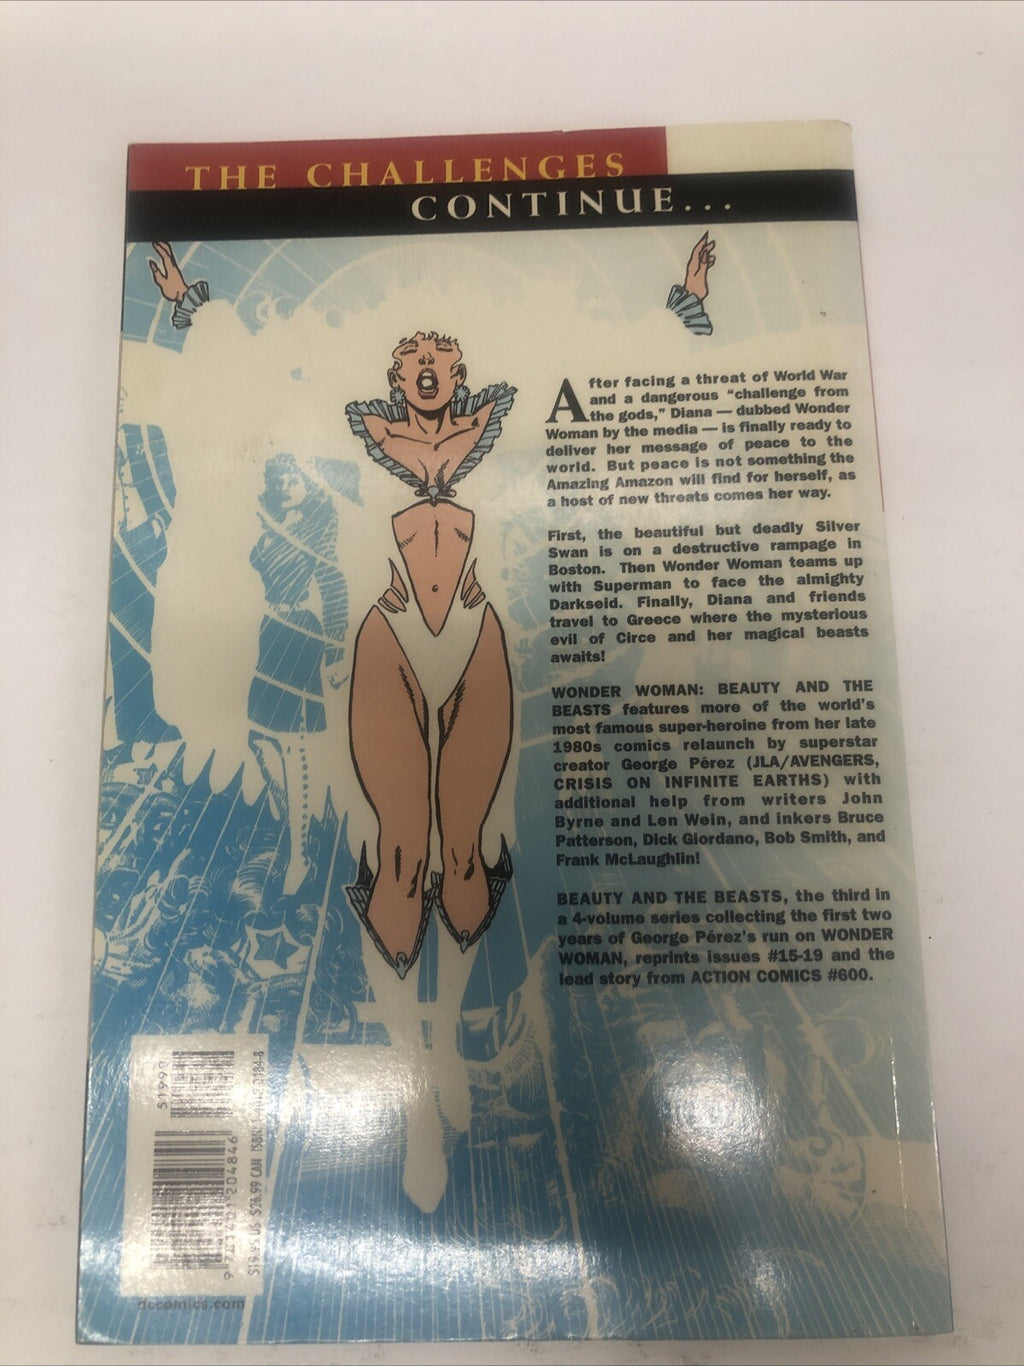 THE CHALLENGES
CONTINUE...
After facing a threat of World War
and a dangerous "challenge from
the gods," Diana — dubbed Wonder
Woman by the media — is finally ready to
deliver her message of peace to the
world. But peace is not something the
Amazing Amazon will find for herself, as
a host of new threats comes her way.
First, the beautiful but deadly Silver
Swan is on a destructive rampage in
Boston. Then Wonder Woman teams up
with Superman to face the almighty
Darkseid. Finally, Diana and friends
travel to Greece where the mysterious
evil of Circe and her magical beasts
awaits!
WONDER WOMAN: BEAUTY AND THE
BEASTS features more of the world's
most famous super-heroine from her late
1980s comics relaunch by superstar
creator George Pérez (JLA/AVENGERS,
CRISIS ON INFINITE EARTHS) with
additional help from writers John
Byrne and Len Wein, and inkers Bruce
Patterson, Dick Giordano, Bob Smith, and
Frank McLaughlin!
BEAUTY AND THE BEASTS, the third in
a 4-volume series collecting the first two
years of George Pérez's run on WONDER
WOMAN, reprints issues #15-19 and the
lead story from ACTION COMICS #600.
$19.99 US $26.99 CAN ISBN
dccomics.com